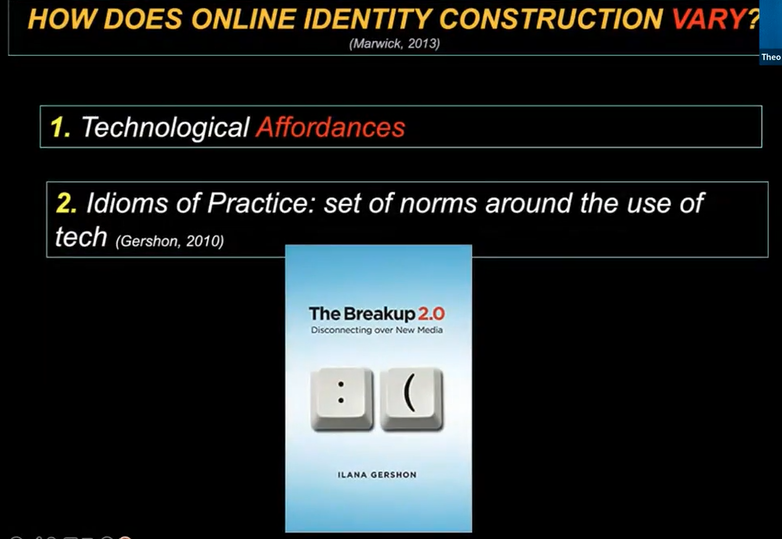 HOW DOES ONLINE IDENTITY CONSTRUCTION VARY?
(Marwick, 2013)
Theo
1. Technological Affordances
2. Idioms of Practice: set of norms around the use of
tech (Gershon, 2010)
The Breakup 2.0
Disconnecting over New Media
:
(
ILANA GERSHON